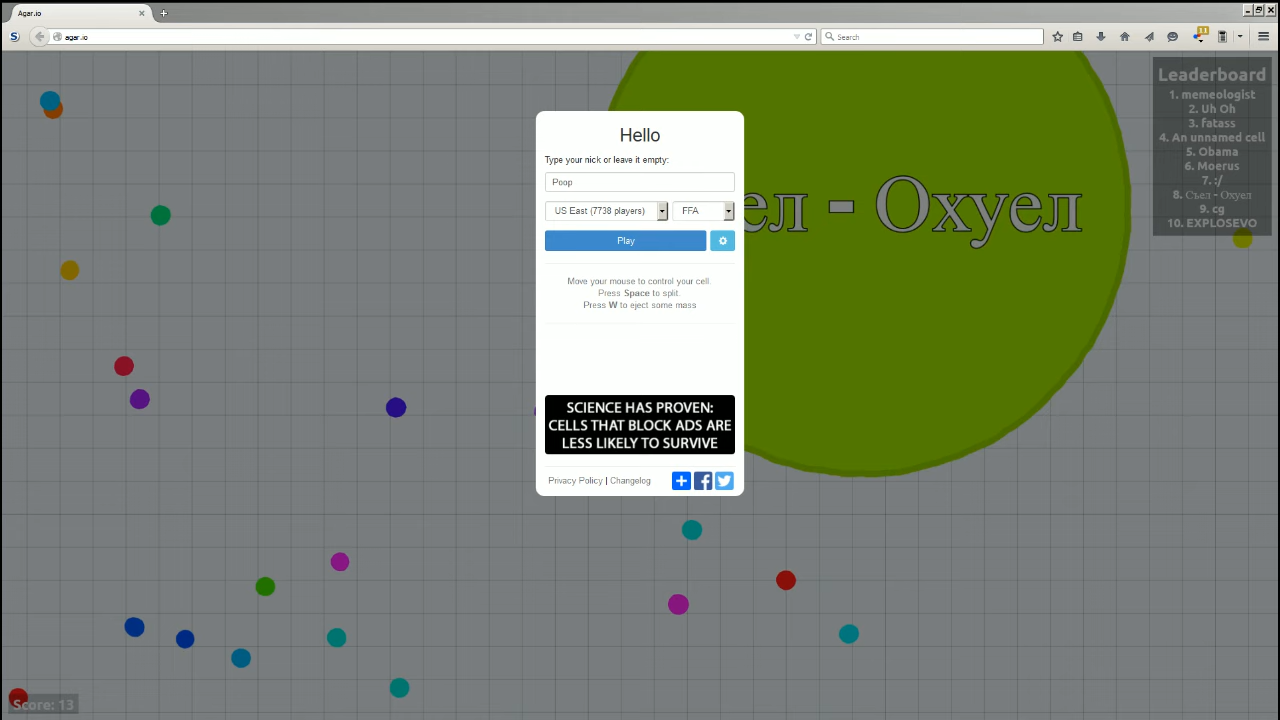 Agar.io
agar.io
Search
11
Leaderboard
1. memeologist
2. Uh Oh
3. fatass
4. An unnamed cell
5. Obama
6. Moerus
7. :/
8. Съел - Охуел
9. cg
10. EXPLOSEVO
ел - Охуел
Hello
Type your nick or leave it empty:
Poop
US East (7738 players)
FFA
Play
Move your mouse to control your cell.
Press Space to split.
Press W to eject some mass
SCIENCE HAS PROVEN:
CELLS THAT BLOCK ADS ARE
LESS LIKELY TO SURVIVE
Privacy Policy | Changelog
Score: 13